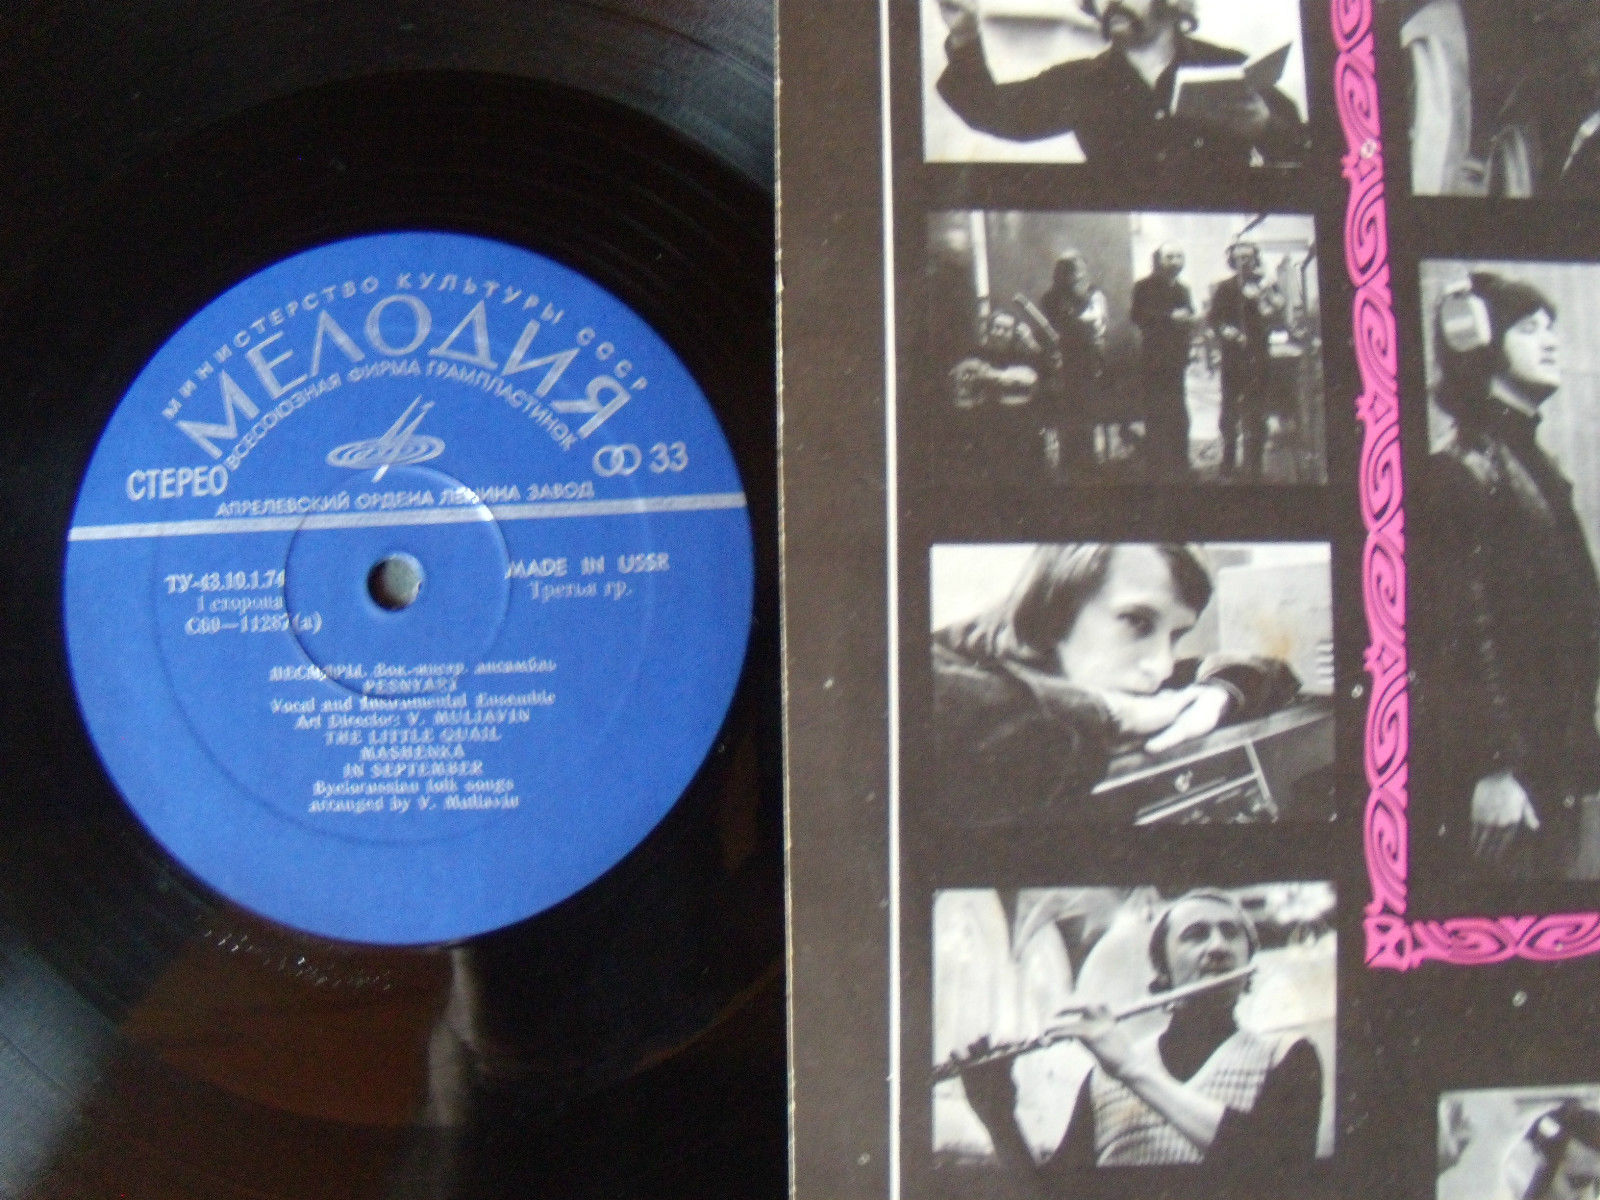 МИНИСТЕРСТВО КУЛЬТУРЫ СССР
МЕЛОДИЯ
ВСЕСОЮЗНАЯ ФИРМА ГРАМПЛАСТИНОК
СТЕРЕО
33
АПРЕЛЕВСКИЙ ОРДЕНА ЛЕНИНА ЗАВОД
ТУ-43.10.1.74
MADE IN USSR
1 сторона
Третья гр.
С60—11287(а)
ПЕСНЯРЫ, Вок.-инстр. ансамбль
PESNYARY
Vocal and Instrumental Ensemble
Art Director: V. MULIAVIN
THE LITTLE QUAIL
MASHENKA
IN SEPTEMBER
Byelorussian folk songs
arranged by V. Muliavin